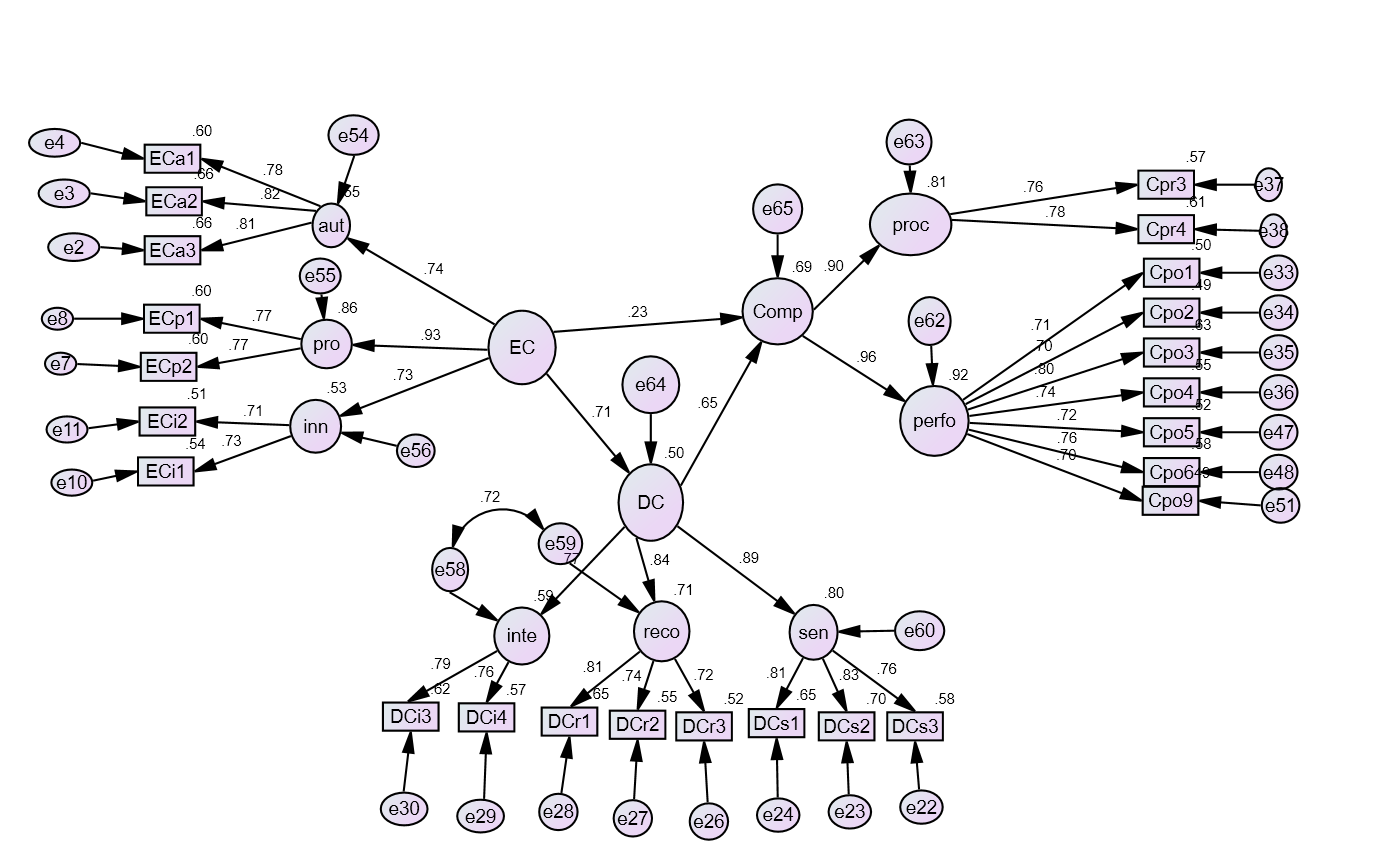 .60
e4
ECa1
.78
e54
.66
e3
ECa2
.82
.55
.66
e2
ECa3
.81
aut
.74
e55
.60
e8
ECp1
.77
.86
pro
.93
EC
.60
e7
ECp2
.77
.73
.53
.51
e11
ECi2
.71
inn
.54
e10
ECi1
.73
e56
.23
.71
e64
.65
e65
.69
Comp
.90
.96
e63
.81
proc
.76
.78
.57
Cpr3
e37
.61
Cpr4
e38
e62
.92
perfo
.50
.71
Cpo1
e33
.49
.70
Cpo2
e34
.63
.80
Cpo3
e35
.55
.74
Cpo4
e36
.52
.72
Cpo5
e47
.58
.76
Cpo6
e48
.70
Cpo9
e51
.50
DC
.72
e58
e59
.77
.84
.89
.59
inte
.71
reco
.80
sen
e60
.79
.76
.81
.74
.72
.81
.83
.76
.62
.57
.65
.55
.52
.65
.70
.58
DCi3
DCi4
DCr1
DCr2
DCr3
DCs1
DCs2
DCs3
e30
e29
e28
e27
e26
e24
e23
e22